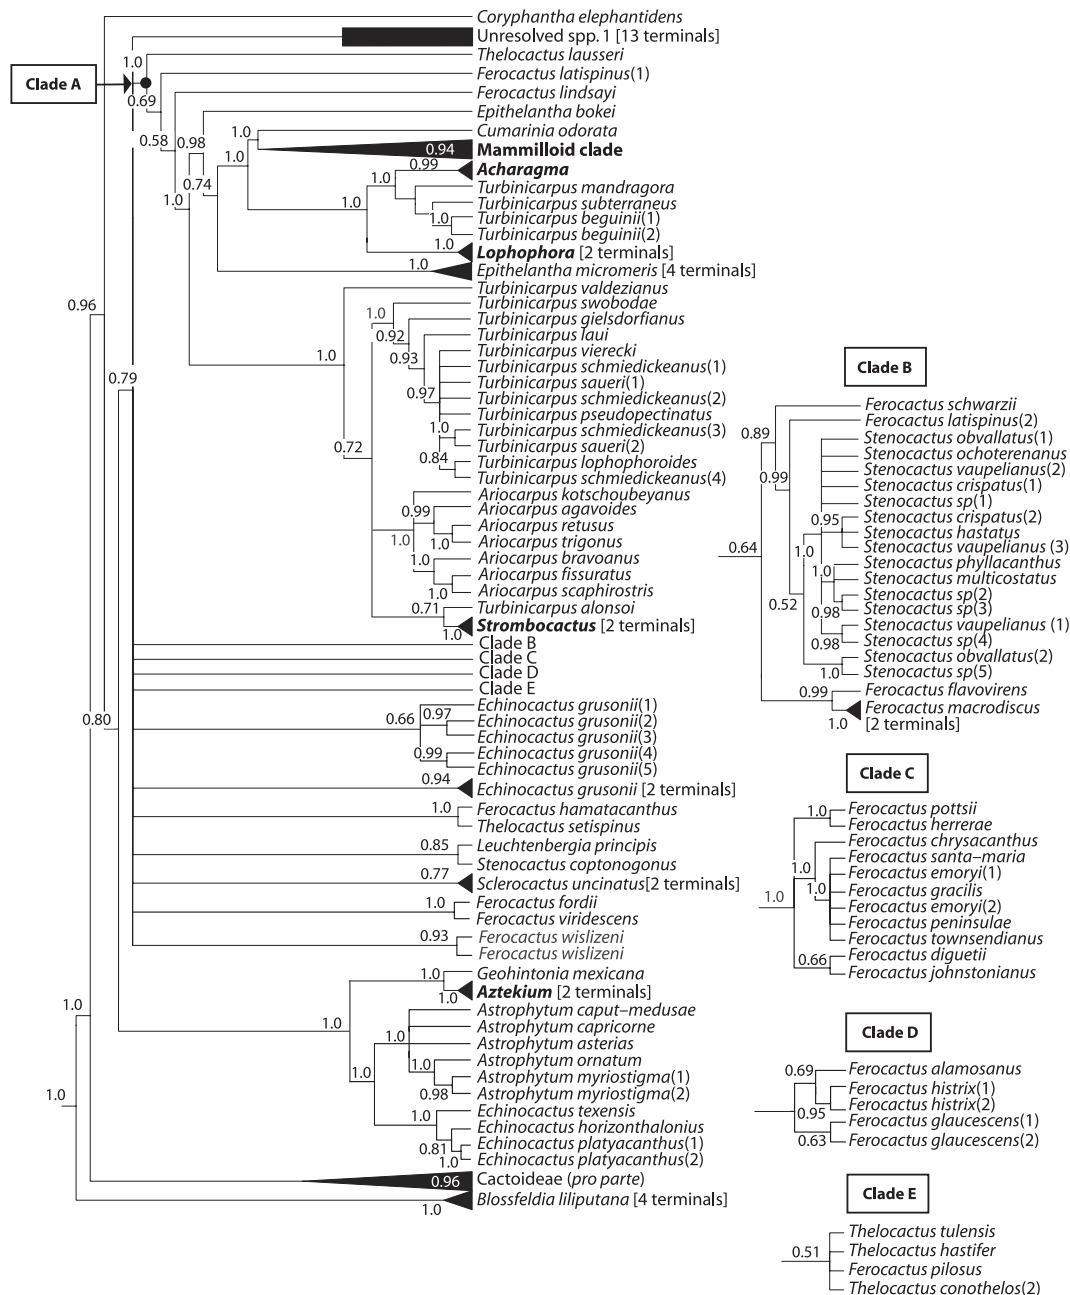 Coryphantha elephantidens
Unresolved spp. 1 [13 terminals]
1.0
Thelocactus lausseri
Clade A
Ferocactus latispinus(1)
0.69
Ferocactus lindsayi
Epithelantha bokei
1.0
Cumarinia odorata
0.58
0.98
0.94
Mammilloid clade
1.0
0.99
Acharagma
1.0
0.74
Turbinicarpus mandragora
1.0
1.0
Turbinicarpus subterraneus
1.0
Turbinicarpus beguinii(1)
Turbinicarpus beguinii(2)
1.0
Lophophora [2 terminals]
1.0
Epithelantha micromeris [4 terminals]
Turbinicarpus valdezianus
0.96
Turbinicarpus swobodae
1.0
Turbinicarpus gielsdorfianus
0.92
Turbinicarpus laui
1.0
0.93
Turbinicarpus vierecki
Turbinicarpus schmiedickeanus(1)
0.79
Turbinicarpus saueri(1)
0.97
Turbinicarpus schmiedickeanus(2)
Turbinicarpus pseudopectinatus
1.0
Turbinicarpus schmiedickeanus(3)
0.72
Turbinicarpus saueri(2)
0.84
Turbinicarpus lophophoroides
Turbinicarpus schmiedickeanus(4)
Ariocarpus kotschoubeyanus
0.99
Ariocarpus agavoides
Ariocarpus retusus
1.0
1.0
Ariocarpus trigonus
1.0
Ariocarpus bravoanus
Ariocarpus fissuratus
1.0
Ariocarpus scaphirostris
0.71
Turbinicarpus alonsoi
1.0
Strombocactus [2 terminals]
Clade B
Clade C
Clade D
Clade E
Echinocactus grusonii(1)
0.80
0.66
0.97
Echinocactus grusonii(2)
Echinocactus grusonii(3)
0.99
Echinocactus grusonii(4)
Echinocactus grusonii(5)
0.94
Echinocactus grusonii [2 terminals]
1.0
Ferocactus hamatacanthus
Thelocactus setispinus
0.85
Leuchtenbergia principis
Stenocactus coptonogonus
0.77
Sclerocactus uncinatus[2 terminals]
1.0
Ferocactus fordii
Ferocactus viridescens
0.93
Ferocactus wislizeni
Ferocactus wislizeni
1.0
Geohintonia mexicana
1.0
Aztekium [2 terminals]
1.0
1.0
Astrophytum caput–medusae
Astrophytum capricorne
1.0
Astrophytum asterias
1.0
Astrophytum ornatum
Astrophytum myriostigma(1)
1.0
0.98
Astrophytum myriostigma(2)
1.0
Echinocactus texensis
Echinocactus horizonthalonius
0.81
Echinocactus platyacanthus(1)
1.0
Echinocactus platyacanthus(2)
0.96
Cactoideae (pro parte)
1.0
Blossfeldia liliputana [4 terminals]
Clade B
Ferocactus schwarzii
Ferocactus latispinus(2)
0.89
Stenocactus obvallatus(1)
Stenocactus ochoterenanus
0.99
Stenocactus vaupelianus(2)
Stenocactus crispatus(1)
Stenocactus sp(1)
0.95
Stenocactus crispatus(2)
Stenocactus hastatus
0.64
1.0
Stenocactus vaupelianus (3)
Stenocactus phyllacanthus
1.0
Stenocactus multicostatus
Stenocactus sp(2)
0.52
0.98
Stenocactus sp(3)
Stenocactus vaupelianus (1)
0.98
Stenocactus sp(4)
Stenocactus obvallatus(2)
1.0
Stenocactus sp(5)
0.99
Ferocactus flavovirens
Ferocactus macrodiscus
1.0
[2 terminals]
Clade C
1.0
Ferocactus pottsii
Ferocactus herrerae
Ferocactus chrysacanthus
1.0
Ferocactus santa–maria
Ferocactus emoryi(1)
1.0
1.0
Ferocactus gracilis
Ferocactus emoryi(2)
Ferocactus peninsulae
Ferocactus townsendianus
0.66
Ferocactus diguetii
Ferocactus johnstonianus
Clade D
0.69
Ferocactus alamosanus
Ferocactus histrix(1)
Ferocactus histrix(2)
0.95
Ferocactus glaucescens(1)
0.63
Ferocactus glaucescens(2)
Clade E
Thelocactus tulensis
0.51
Thelocactus hastifer
Ferocactus pilosus
Thelocactus conothelos(2)